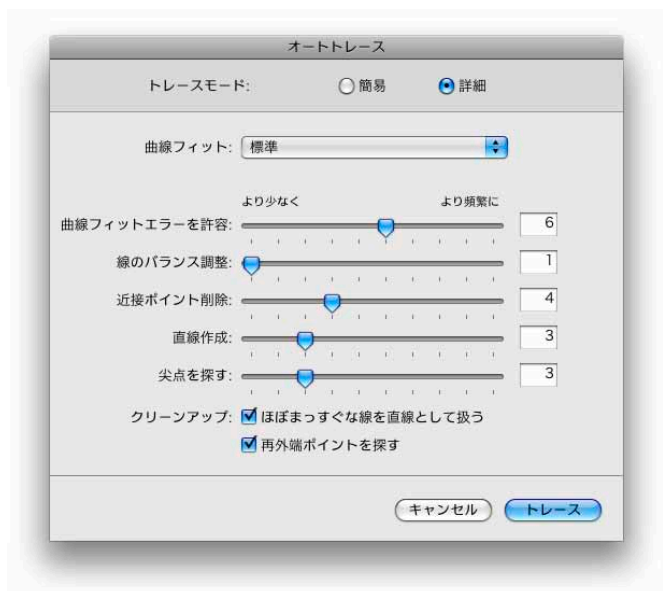 オートトレース
トレースモード: 簡易 詳細
曲線フィット: 標準
より少なく より頻繁に
曲線フィットエラーを許容: 6
線のバランス調整: 1
近接ポイント削除: 4
直線作成: 3
尖点を探す: 3
クリーンアップ: ほぼまっすぐな線を直線として扱う
再外端ポイントを探す
キャンセル トレース